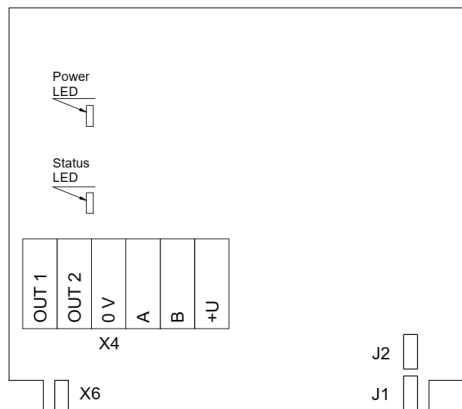 Power
LED
Status
LED
OUT 1
OUT 2
0 V
A
B
+U
X4
J2
X6
J1